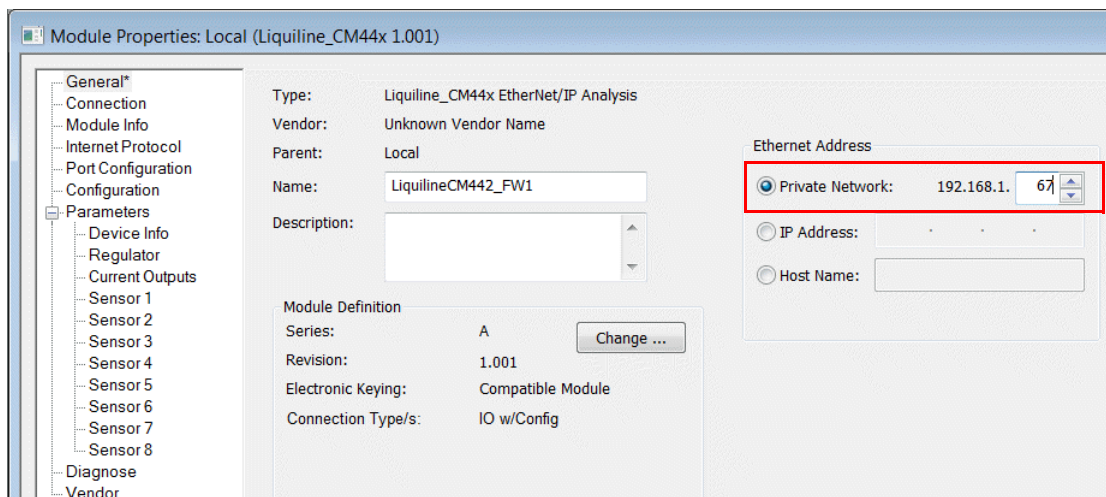 Module Properties: Local (Liquiline_CM44x 1.001)
General*
Connection
Module Info
Internet Protocol
Port Configuration
Configuration
Parameters
Device Info
Regulator
Current Outputs
Sensor 1
Sensor 2
Sensor 3
Sensor 4
Sensor 5
Sensor 6
Sensor 7
Sensor 8
Diagnose
Vendor
Type: Liquiline_CM44x EtherNet/IP Analysis
Vendor: Unknown Vendor Name
Parent: Local
Name: LiquilineCM442_FW1
Description:
Module Definition
Series: A
Change ...
Revision: 1.001
Electronic Keying: Compatible Module
Connection Type/s: IO w/Config
Ethernet Address
Private Network: 192.168.1. 67
IP Address: . . .
Host Name: